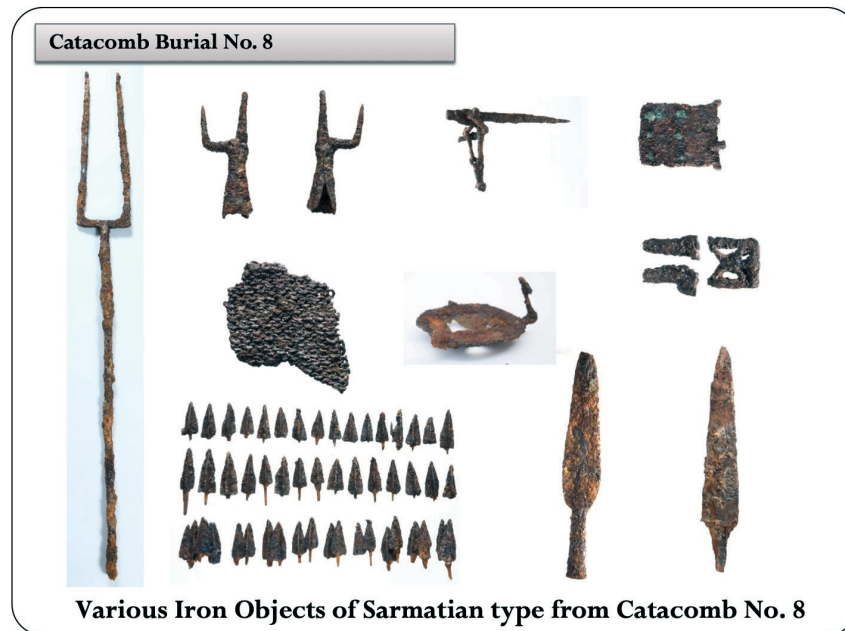 Catacomb Burial No. 8
Various Iron Objects of Sarmatian type from Catacomb No. 8